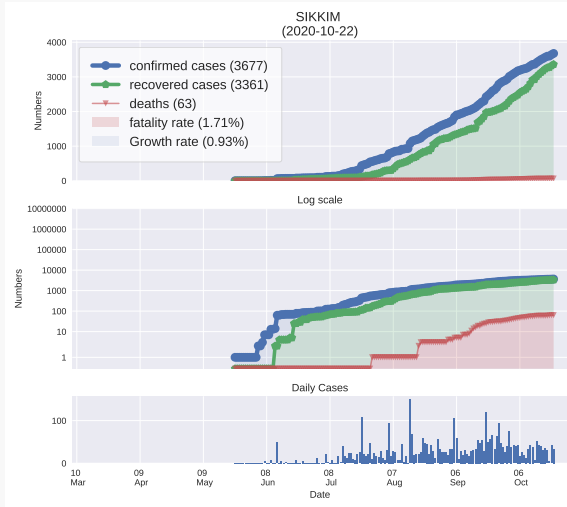 SIKKIM
(2020-10-22)
4000
3000
2000
1000
0
Numbers
confirmed cases (3677)
recovered cases (3361)
deaths (63)
fatality rate (1.71%)
Growth rate (0.93%)
Log scale
10000000
1000000
100000
10000
1000
100
10
1
Numbers
Daily Cases
100
0
10 09 09 08 08 07 06 06
Mar Apr May Jun Jul Aug Sep Oct
Date